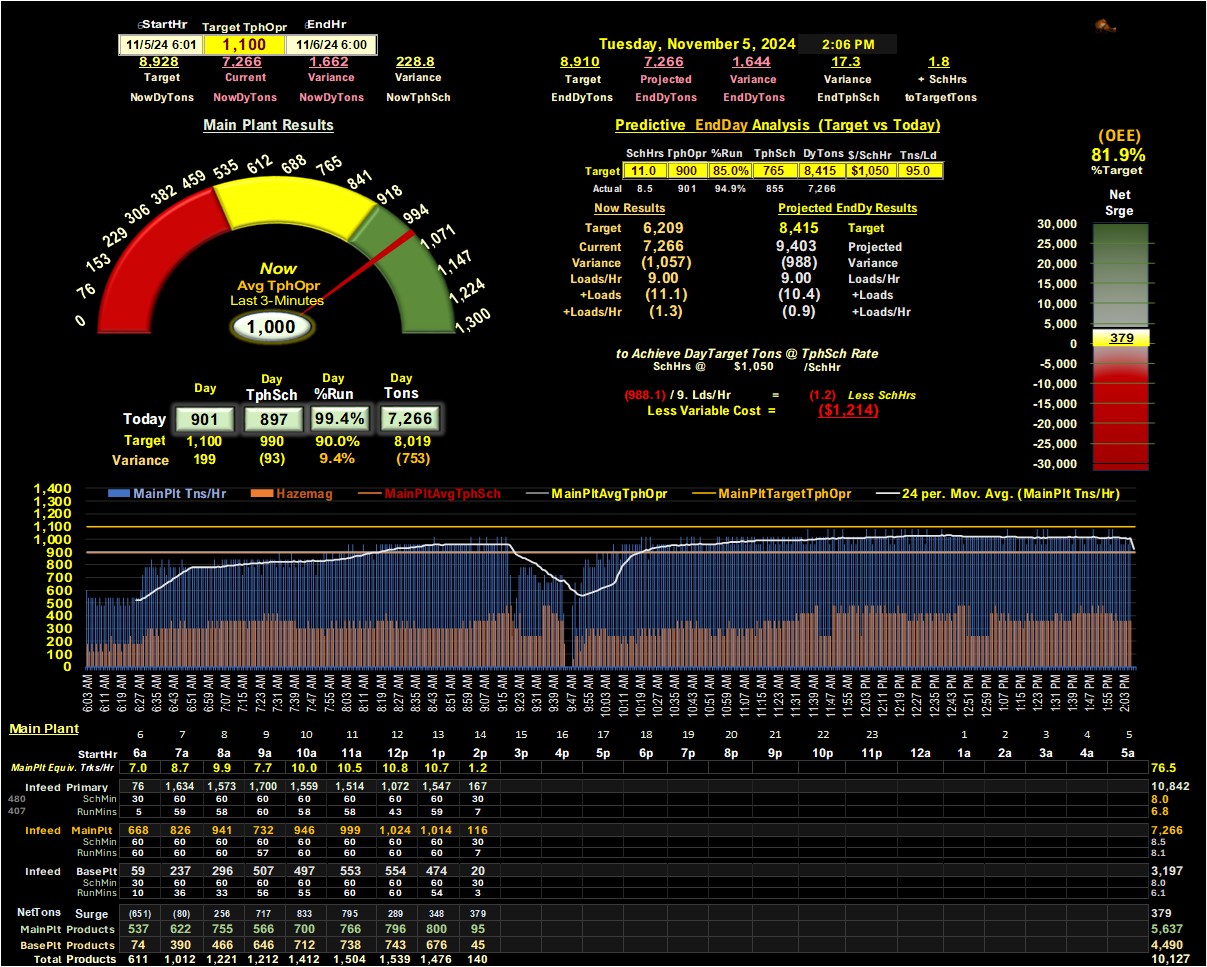 StartHr Target TphOpr EndHr
11/5/24 6:01 1,100 11/6/24 6:00
Tuesday, November 5, 2024 2:06 PM
8,928 7,266 1,662 228.8 8,910 7,266 1,644 17.3 1.8
Target Current Variance Variance Target Projected Variance Variance + SchHrs
NowDyTons NowDyTons NowDyTons NowTphSch EndDyTons EndDyTons EndDyTons EndTphSch toTargetTons
Main Plant Results
Predictive EndDay Analysis (Target vs Today)
(OEE)
81.9%
%Target
SchHrs TphOpr %Run TphSch DyTons $/SchHr Tns/Ld
Target 11.0 900 85.0% 765 8,415 $1,050 95.0
Actual 8.5 901 94.9% 855 7,266
0 76 153 229 306 382 459 535 612 688 765 841 918 994 1,071 1,147 1,224 1,300
Now
Avg TphOpr
Last 3-Minutes
1,000
Now Results Projected EndDy Results
Target 6,209 8,415 Target
Current 7,266 9,403 Projected
Variance (1,057) (988) Variance
Loads/Hr 9.00 9.00 Loads/Hr
+Loads (11.1) (10.4) +Loads
+Loads/Hr (1.3) (0.9) +Loads/Hr
Net
Srge
30,000
25,000
20,000
15,000
10,000
5,000
0 379
-5,000
-10,000
-15,000
-20,000
-25,000
-30,000
to Achieve DayTarget Tons @ TphSch Rate
SchHrs @ $1,050 /SchHr
(988.1) / 9. Lds/Hr = (1.2) Less SchHrs
Less Variable Cost = ($1,214)
Day Day Day Day
TphSch %Run Tons
Today 901 897 99.4% 7,266
Target 1,100 990 90.0% 8,019
Variance 199 (93) 9.4% (753)
MainPlt Tns/Hr Hazemag MainPltAvgTphSch MainPltAvgTphOpr MainPltTargetTphOpr 24 per. Mov. Avg. (MainPlt Tns/Hr)
1,400
1,300
1,200
1,100
1,000
900
800
700
600
500
400
300
200
100
0
6:03 AM 6:11 AM 6:19 AM 6:27 AM 6:35 AM 6:43 AM 6:51 AM 6:59 AM 7:07 AM 7:15 AM 7:23 AM 7:31 AM 7:39 AM 7:47 AM 7:55 AM 8:03 AM 8:11 AM 8:19 AM 8:27 AM 8:35 AM 8:43 AM 8:51 AM 8:59 AM 9:07 AM 9:15 AM 9:23 AM 9:31 AM 9:39 AM 9:47 AM 9:55 AM 10:03 AM 10:11 AM 10:19 AM 10:27 AM 10:35 AM 10:43 AM 10:51 AM 10:59 AM 11:07 AM 11:15 AM 11:23 AM 11:31 AM 11:39 AM 11:47 AM 11:55 AM 12:03 PM 12:11 PM 12:19 PM 12:27 PM 12:35 PM 12:43 PM 12:51 PM 12:59 PM 1:07 PM 1:15 PM 1:23 PM 1:31 PM 1:39 PM 1:47 PM 1:55 PM 2:03 PM
Main Plant 6 7 8 9 10 11 12 13 14 15 16 17 18 19 20 21 22 23 1 2 3 4 5
StartHr 6a 7a 8a 9a 10a 11a 12p 1p 2p 3p 4p 5p 6p 7p 8p 9p 10p 11p 12a 1a 2a 3a 4a 5a
MainPlt Equiv. Trks/Hr 7.0 8.7 9.9 7.7 10.0 10.5 10.8 10.7 1.2 76.5
Infeed Primary 76 1,634 1,573 1,700 1,559 1,514 1,072 1,547 167 10,842
480 SchMin 30 60 60 60 60 60 60 60 30 8.0
407 RunMins 5 59 58 60 58 58 43 59 7 6.8
Infeed MainPlt 668 826 941 732 946 999 1,024 1,014 116 7,266
SchMin 60 60 60 60 60 60 60 60 30 8.5
RunMins 60 60 60 57 60 60 60 60 7 8.1
Infeed BasePlt 59 237 296 507 497 553 554 474 20 3,197
SchMin 30 60 60 60 60 60 60 60 30 8.0
RunMins 10 36 33 56 55 60 60 54 3 6.1
NetTons Surge (651) (80) 256 717 833 795 289 348 379 379
MainPlt Products 537 622 755 566 700 766 796 800 95 5,637
BasePlt Products 74 390 466 646 712 738 743 676 45 4,490
Total Products 611 1,012 1,221 1,212 1,412 1,504 1,539 1,476 140 10,127